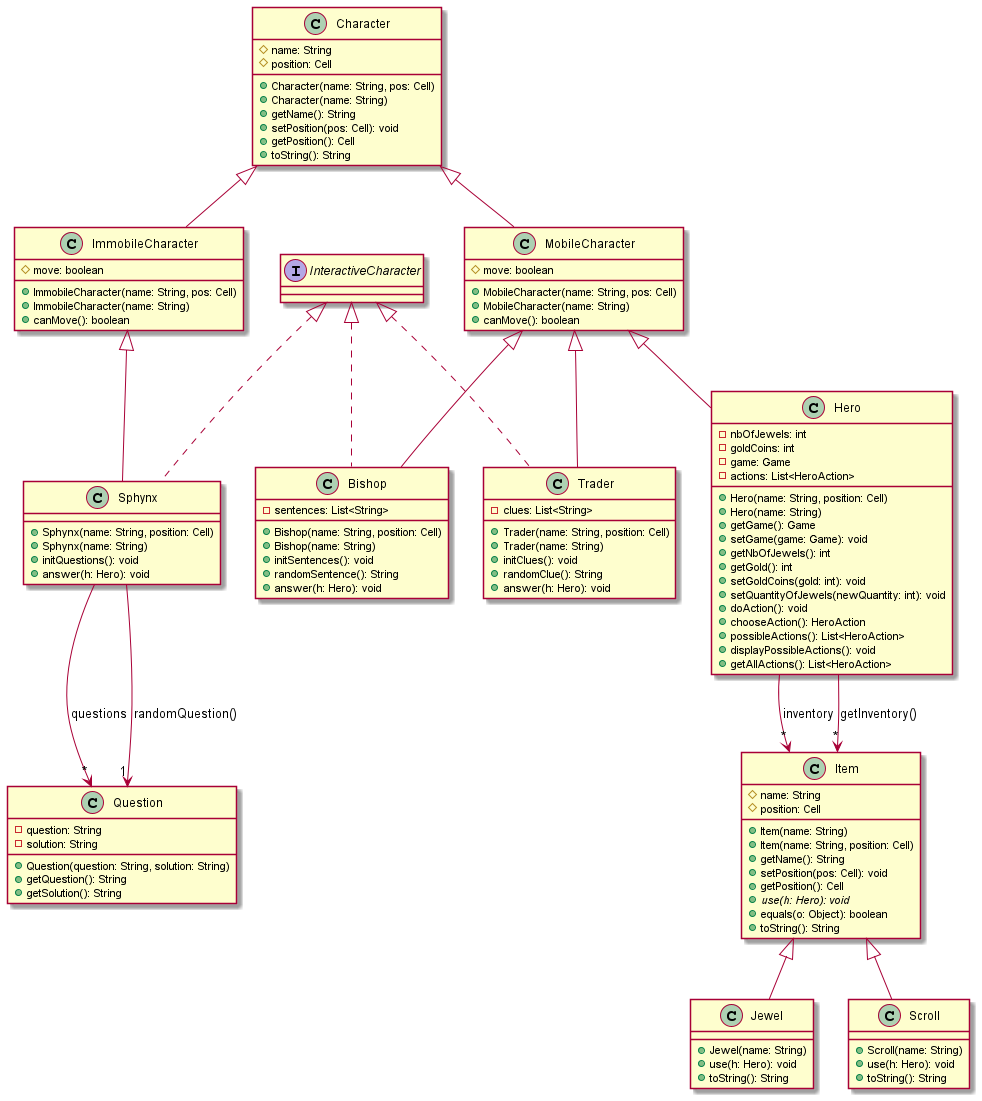 C Character
name: String
position: Cell
Character(name: String, pos: Cell)
Character(name: String)
getName(): String
setPosition(pos: Cell): void
getPosition(): Cell
toString(): String
C ImmobileCharacter
move: boolean
ImmobileCharacter(name: String, pos: Cell)
ImmobileCharacter(name: String)
canMove(): boolean
I InteractiveCharacter
C MobileCharacter
move: boolean
MobileCharacter(name: String, pos: Cell)
MobileCharacter(name: String)
canMove(): boolean
C Sphynx
Sphynx(name: String, position: Cell)
Sphynx(name: String)
initQuestions(): void
answer(h: Hero): void
C Bishop
sentences: List<String>
Bishop(name: String, position: Cell)
Bishop(name: String)
initSentences(): void
randomSentence(): String
answer(h: Hero): void
C Trader
clues: List<String>
Trader(name: String, position: Cell)
Trader(name: String)
initClues(): void
randomClue(): String
answer(h: Hero): void
C Hero
nbOfJewels: int
goldCoins: int
game: Game
actions: List<HeroAction>
Hero(name: String, position: Cell)
Hero(name: String)
getGame(): Game
setGame(game: Game): void
getNbOfJewels(): int
getGold(): int
setGoldCoins(gold: int): void
setQuantityOfJewels(newQuantity: int): void
doAction(): void
chooseAction(): HeroAction
possibleActions(): List<HeroAction>
displayPossibleActions(): void
getAllActions(): List<HeroAction>
questions
*
randomQuestion()
1
inventory
*
getInventory()
*
C Question
question: String
solution: String
Question(question: String, solution: String)
getQuestion(): String
getSolution(): String
C Item
name: String
position: Cell
Item(name: String)
Item(name: String, position: Cell)
getName(): String
setPosition(pos: Cell): void
getPosition(): Cell
use(h: Hero): void
equals(o: Object): boolean
toString(): String
C Jewel
Jewel(name: String)
use(h: Hero): void
toString(): String
C Scroll
Scroll(name: String)
use(h: Hero): void
toString(): String